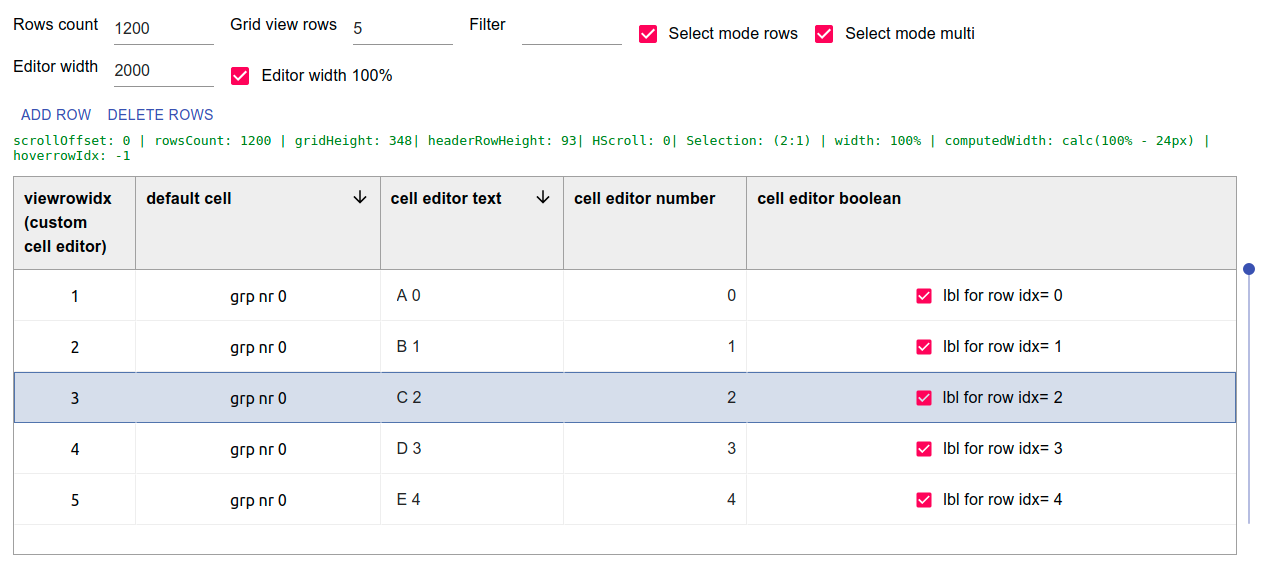 Rows count 1200 Grid view rows 5 Filter Select mode rows Select mode multi
Editor width 2000 Editor width 100%
ADD ROW DELETE ROWS
scrollOffset: 0 | rowsCount: 1200 | gridHeight: 348| headerRowHeight: 93| HScroll: 0| Selection: (2:1) | width: 100% | computedWidth: calc(100% - 24px) |
hoverrowIdx: -1
viewrowidx default cell cell editor text cell editor number cell editor boolean
(custom
cell editor)
1 grp nr 0 A 0 0 lbl for row idx= 0
2 grp nr 0 B 1 1 lbl for row idx= 1
3 grp nr 0 C 2 2 lbl for row idx= 2
4 grp nr 0 D 3 3 lbl for row idx= 3
5 grp nr 0 E 4 4 lbl for row idx= 4